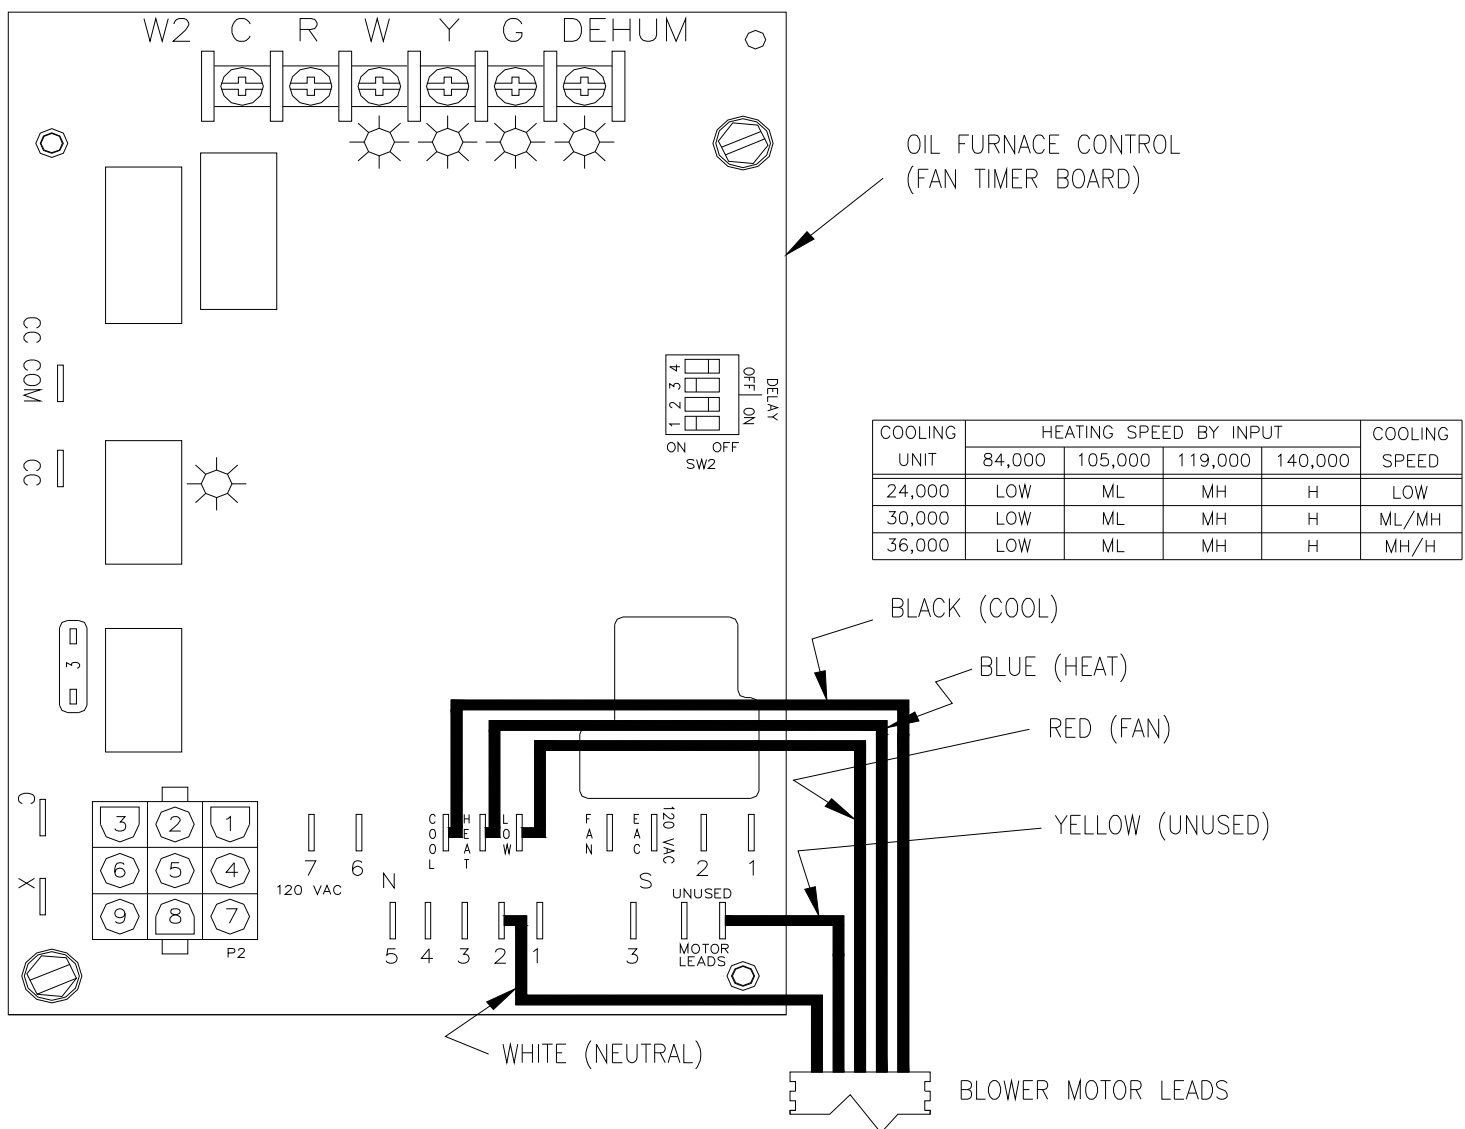 W2 C R W Y G DEHUM
OIL FURNACE CONTROL
(FAN TIMER BOARD)
CC COM
CC
4
3
2
1
OFF
ON
DELAY
ON OFF
SW2
COOLING UNIT HEATING SPEED BY INPUT COOLING SPEED
84,000 105,000 119,000 140,000
24,000 LOW ML MH H LOW
30,000 LOW ML MH H ML/MH
36,000 LOW ML MH H MH/H
BLACK (COOL)
BLUE (HEAT)
RED (FAN)
YELLOW (UNUSED)
3
C
X
3 2 1
6 5 4
9 8 7
P2
7 6
120 VAC
COOL
HEAT
LOW
FAN
EAC
120 VAC
2 1
N
S
UNUSED
5 4 3 2 1
3
MOTOR
LEADS
WHITE (NEUTRAL)
BLOWER MOTOR LEADS